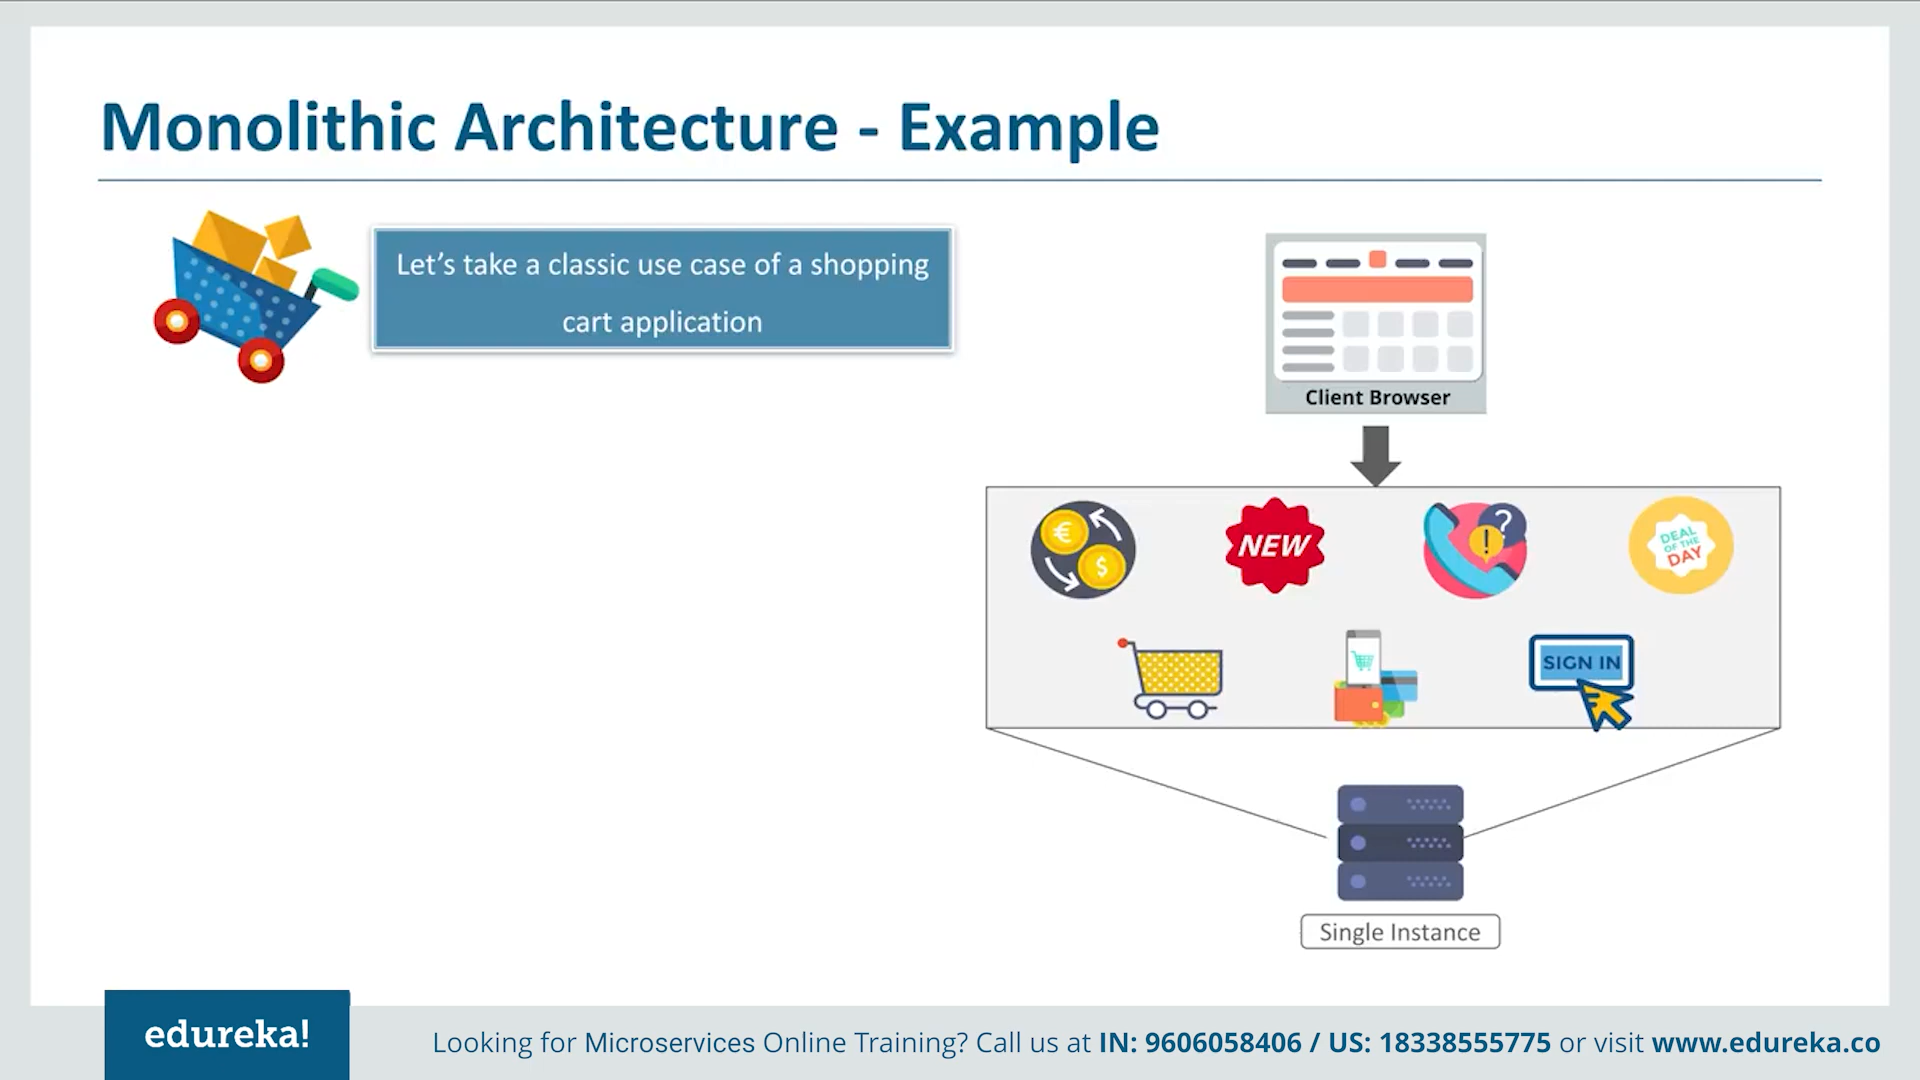 Monolithic Architecture - Example
Let's take a classic use case of a shopping
cart application
Client Browser
€
$
NEW
?
!
DEAL
OF THE
DAY
SIGN IN
Single Instance
edureka!
Looking for Microservices Online Training? Call us at IN: 9606058406 / US: 18338555775 or visit www.edureka.co